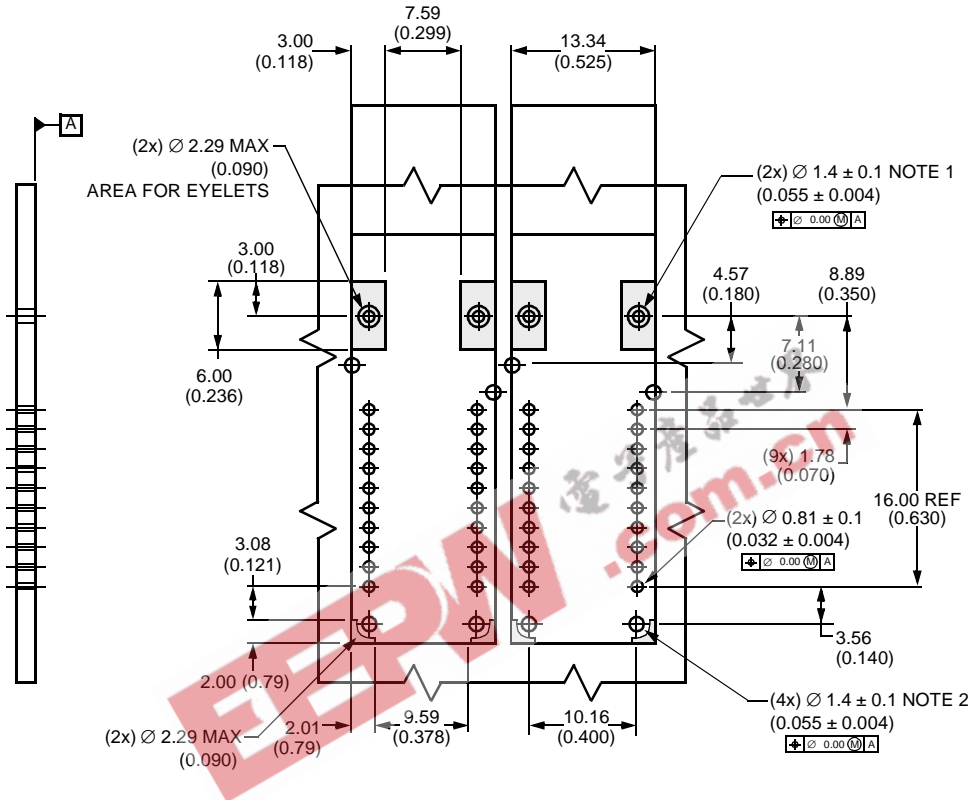 7.59
(0.299)
3.00
(0.118)
13.34
(0.525)
A
(2x) Ø 2.29 MAX
(0.090)
AREA FOR EYELETS
(2x) Ø 1.4 ± 0.1 NOTE 1
(0.055 ± 0.004)
⌖ Ø 0.00 Ⓜ A
3.00
(0.118)
4.57
(0.180)
8.89
(0.350)
7.11
(0.280)
6.00
(0.236)
(9x) 1.78
(0.070)
電子產品世界
16.00 REF
(0.630)
(2x) Ø 0.81 ± 0.1
(0.032 ± 0.004)
⌖ Ø 0.00 Ⓜ A
3.08
(0.121)
EEPW.com.cn
3.56
(0.140)
2.00 (0.79)
(4x) Ø 1.4 ± 0.1 NOTE 2
(0.055 ± 0.004)
⌖ Ø 0.00 Ⓜ A
2.01
(0.79)
9.59
(0.378)
10.16
(0.400)
(2x) Ø 2.29 MAX
(0.090)